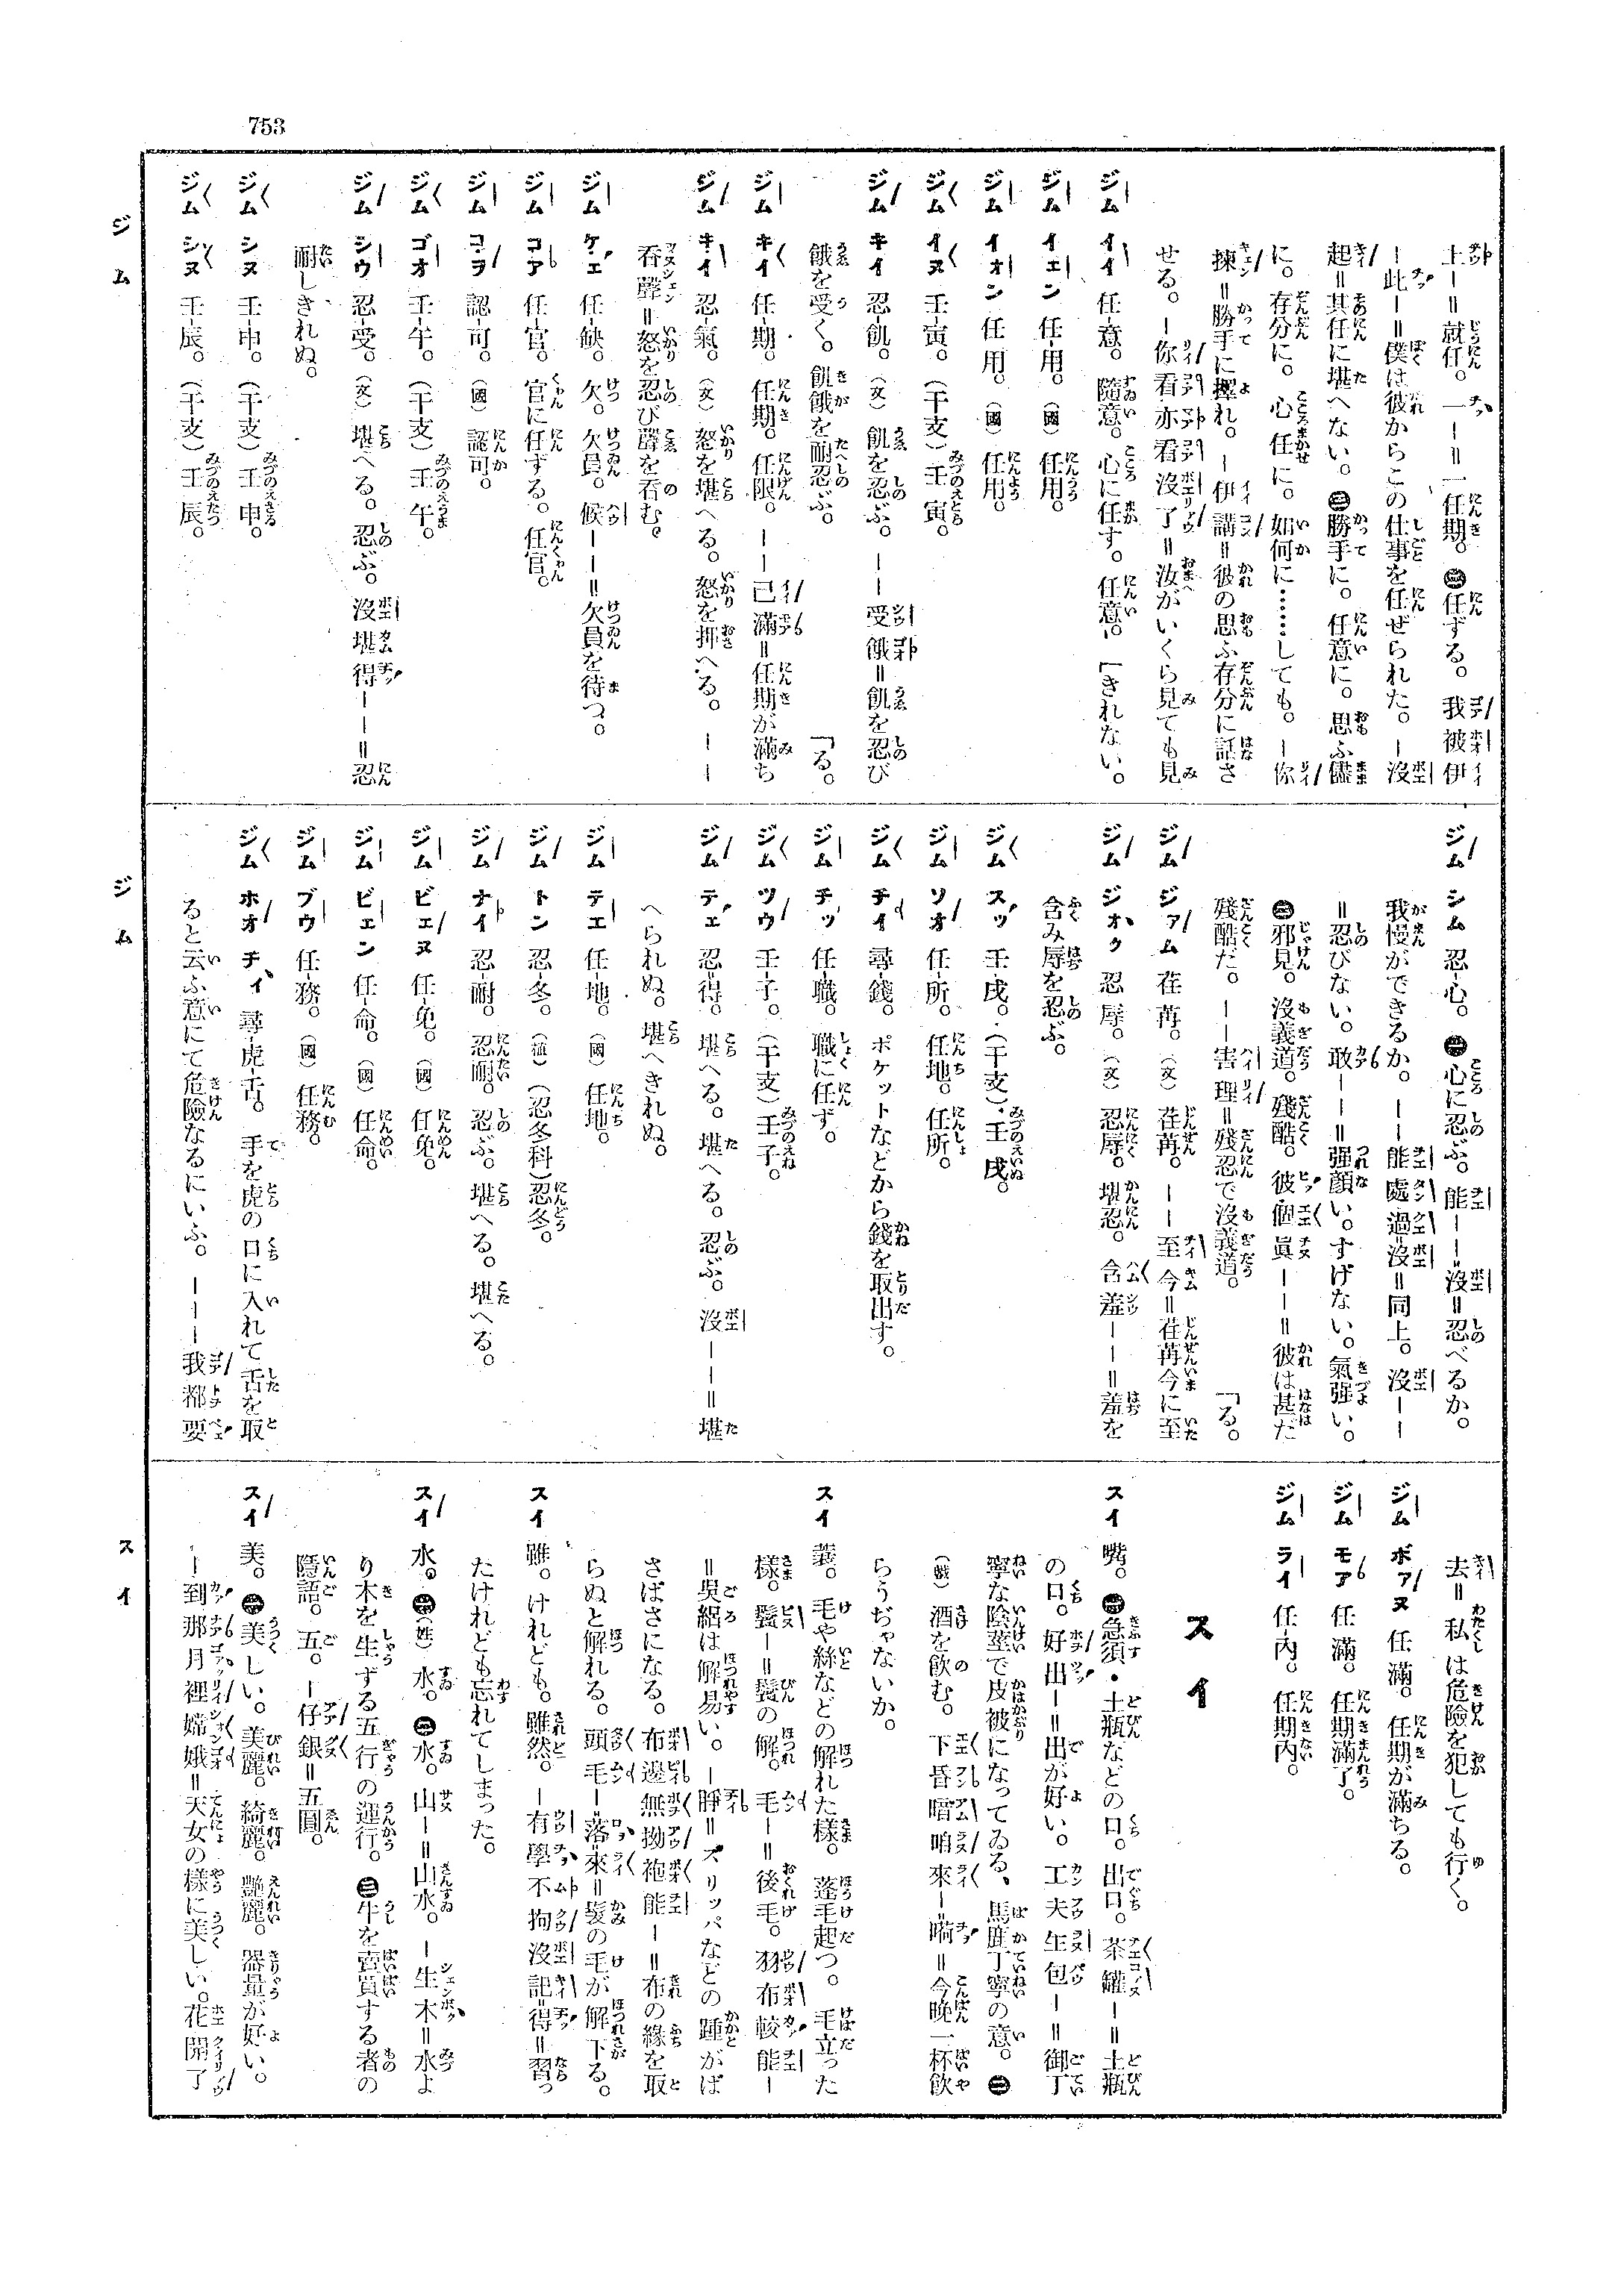 753
上ー＝就任。一ー＝一任期。㊁任ずる。我被伊
ー此ー＝僕は彼からこの仕事を任ぜられた。ー沒
起＝其任に堪へない。㊂勝手に。任意に。思ふ儘
に。存分に。心任に。如何に……しても。ー你
揀＝勝手に擇れ。ー伊講＝彼の思ふ存分に話さ
せる。ー你看亦看沒了＝汝がいくら見ても見
ジム イイ 任-意。隨意。心に任す。任意。「きれない。
ジム イェン 任-用。(國)任用。
ジム イォン 任用。(國)任用。
ジム イヌ 壬-寅。(干支)壬寅。
ジム キイ 忍-飢。(文)飢を忍ぶ。ーー受餓＝飢を忍び
餓を受く。飢餓を耐忍ぶ。「る。
ジム キイ 任-期。任期。任限。ーー已滿＝任期が滿ち
ジム キイ 忍-氣。(文)怒を堪へる。怒を押へる。ーー
吞聲＝怒を忍び聲を吞む。
ジム ケェ 任-缺。欠。欠員。候ーー＝欠員を待つ。
ジム コア 任-官。官に任ずる。任官。
ジム コヲ 認-可。(國)認可。
ジム ゴオ 壬-午。(干支)壬午。
ジム シウ 忍-受。(文)堪へる。忍ぶ。沒堪得ーー＝忍
耐しきれぬ。
ジム シヌ 壬-申。(干支)壬申。
ジム シヌ 壬-辰。(干支)壬辰。
ジム シム 忍-心。㊀心に忍ぶ。能ーー沒＝忍べるか。
我慢ができるか。ーー能處過沒＝同上。沒ーー
＝忍びない。敢ーー＝强顏い。すげない。氣强い。
㊁邪見。沒義道。殘酷。彼個眞ーー＝彼は甚だ
殘酷だ。ーー害理＝殘忍で沒義道。「る。
ジム ジァム 荏苒。(文)荏苒。ーー至今＝荏苒今に至
ジム ジォク 忍辱。(文)忍辱。堪忍。含羞ーー＝羞を
含み辱を忍ぶ。
ジム スッ 壬-戌。(干支)壬戌。
ジム ソオ 任-所。任地。任所。
ジム チイ 尋-錢。ポケットなどから錢を取出す。
ジム チッ 任-職。職に任ず。
ジム ツウ 壬-子。(干支)壬子。
ジム テェ 忍-得。堪へる。堪へる。忍ぶ。沒ーー＝堪
へられぬ。堪へきれぬ。
ジム テエ 任-地。(國)任地。
ジム トン 忍-冬。(植)(忍冬科)忍冬。
ジム ナイ 忍-耐。忍耐。忍ぶ。堪へる。堪へる。
ジム ビェヌ 任-免。(國)任免。
ジム ビェン 任-命。(國)任命。
ジム ブウ 任-務。(國)任務。
ジム ホオ チィ 尋-虎舌。手を虎の口に入れて舌を取
ると云ふ意にて危險なるにいふ。ーーー我都要
去＝私は危險を犯しても行く。
ジム ボァヌ 任滿。任期が滿ちる。
ジム モア 任滿。任期滿了。
ジム ライ 任-內。任期內。
スイ
スイ 嘴。㊀急須・土瓶などの口。出口。茶罐ー＝土瓶
の口。好出ー＝出が好い。工夫生包ー＝御丁
寧な陰莖で皮被になってゐる、馬鹿丁寧の意。㊁
(戲)酒を飮む。下昏暗咱來ー＝嗬＝今晚一杯飮
らうぢゃないか。
スイ 蓑。毛や絲などの解れた樣。蓬毛起つ。毛立った
樣。鬢ー＝鬢の解。毛ー＝後毛。羽布較能ー
＝吳絽は解易い。ー踭＝スリッパなどの踵がば
さばさになる。布邊無拗袍能ー＝布の緣を取
らぬと解れる。頭毛ー落來＝髮の毛が解下る。
スイ 雖。けれども。雖然。ー有學不拘沒記得＝習っ
たけれども忘れてしまった。
スイ 水。㊀(姓)水。㊁水。山ー＝山水。ー生木＝水よ
り木を生ずる五行の運行。㊂牛を賣買する者の
隱語。五。ー仔銀＝五圓。
スイ 美。㊀美しい。美麗。綺麗。艷麗。器量が好い。
ー到那月裡嫦娥＝天女の樣に美しい。花開了
ジム
ジム
スイ